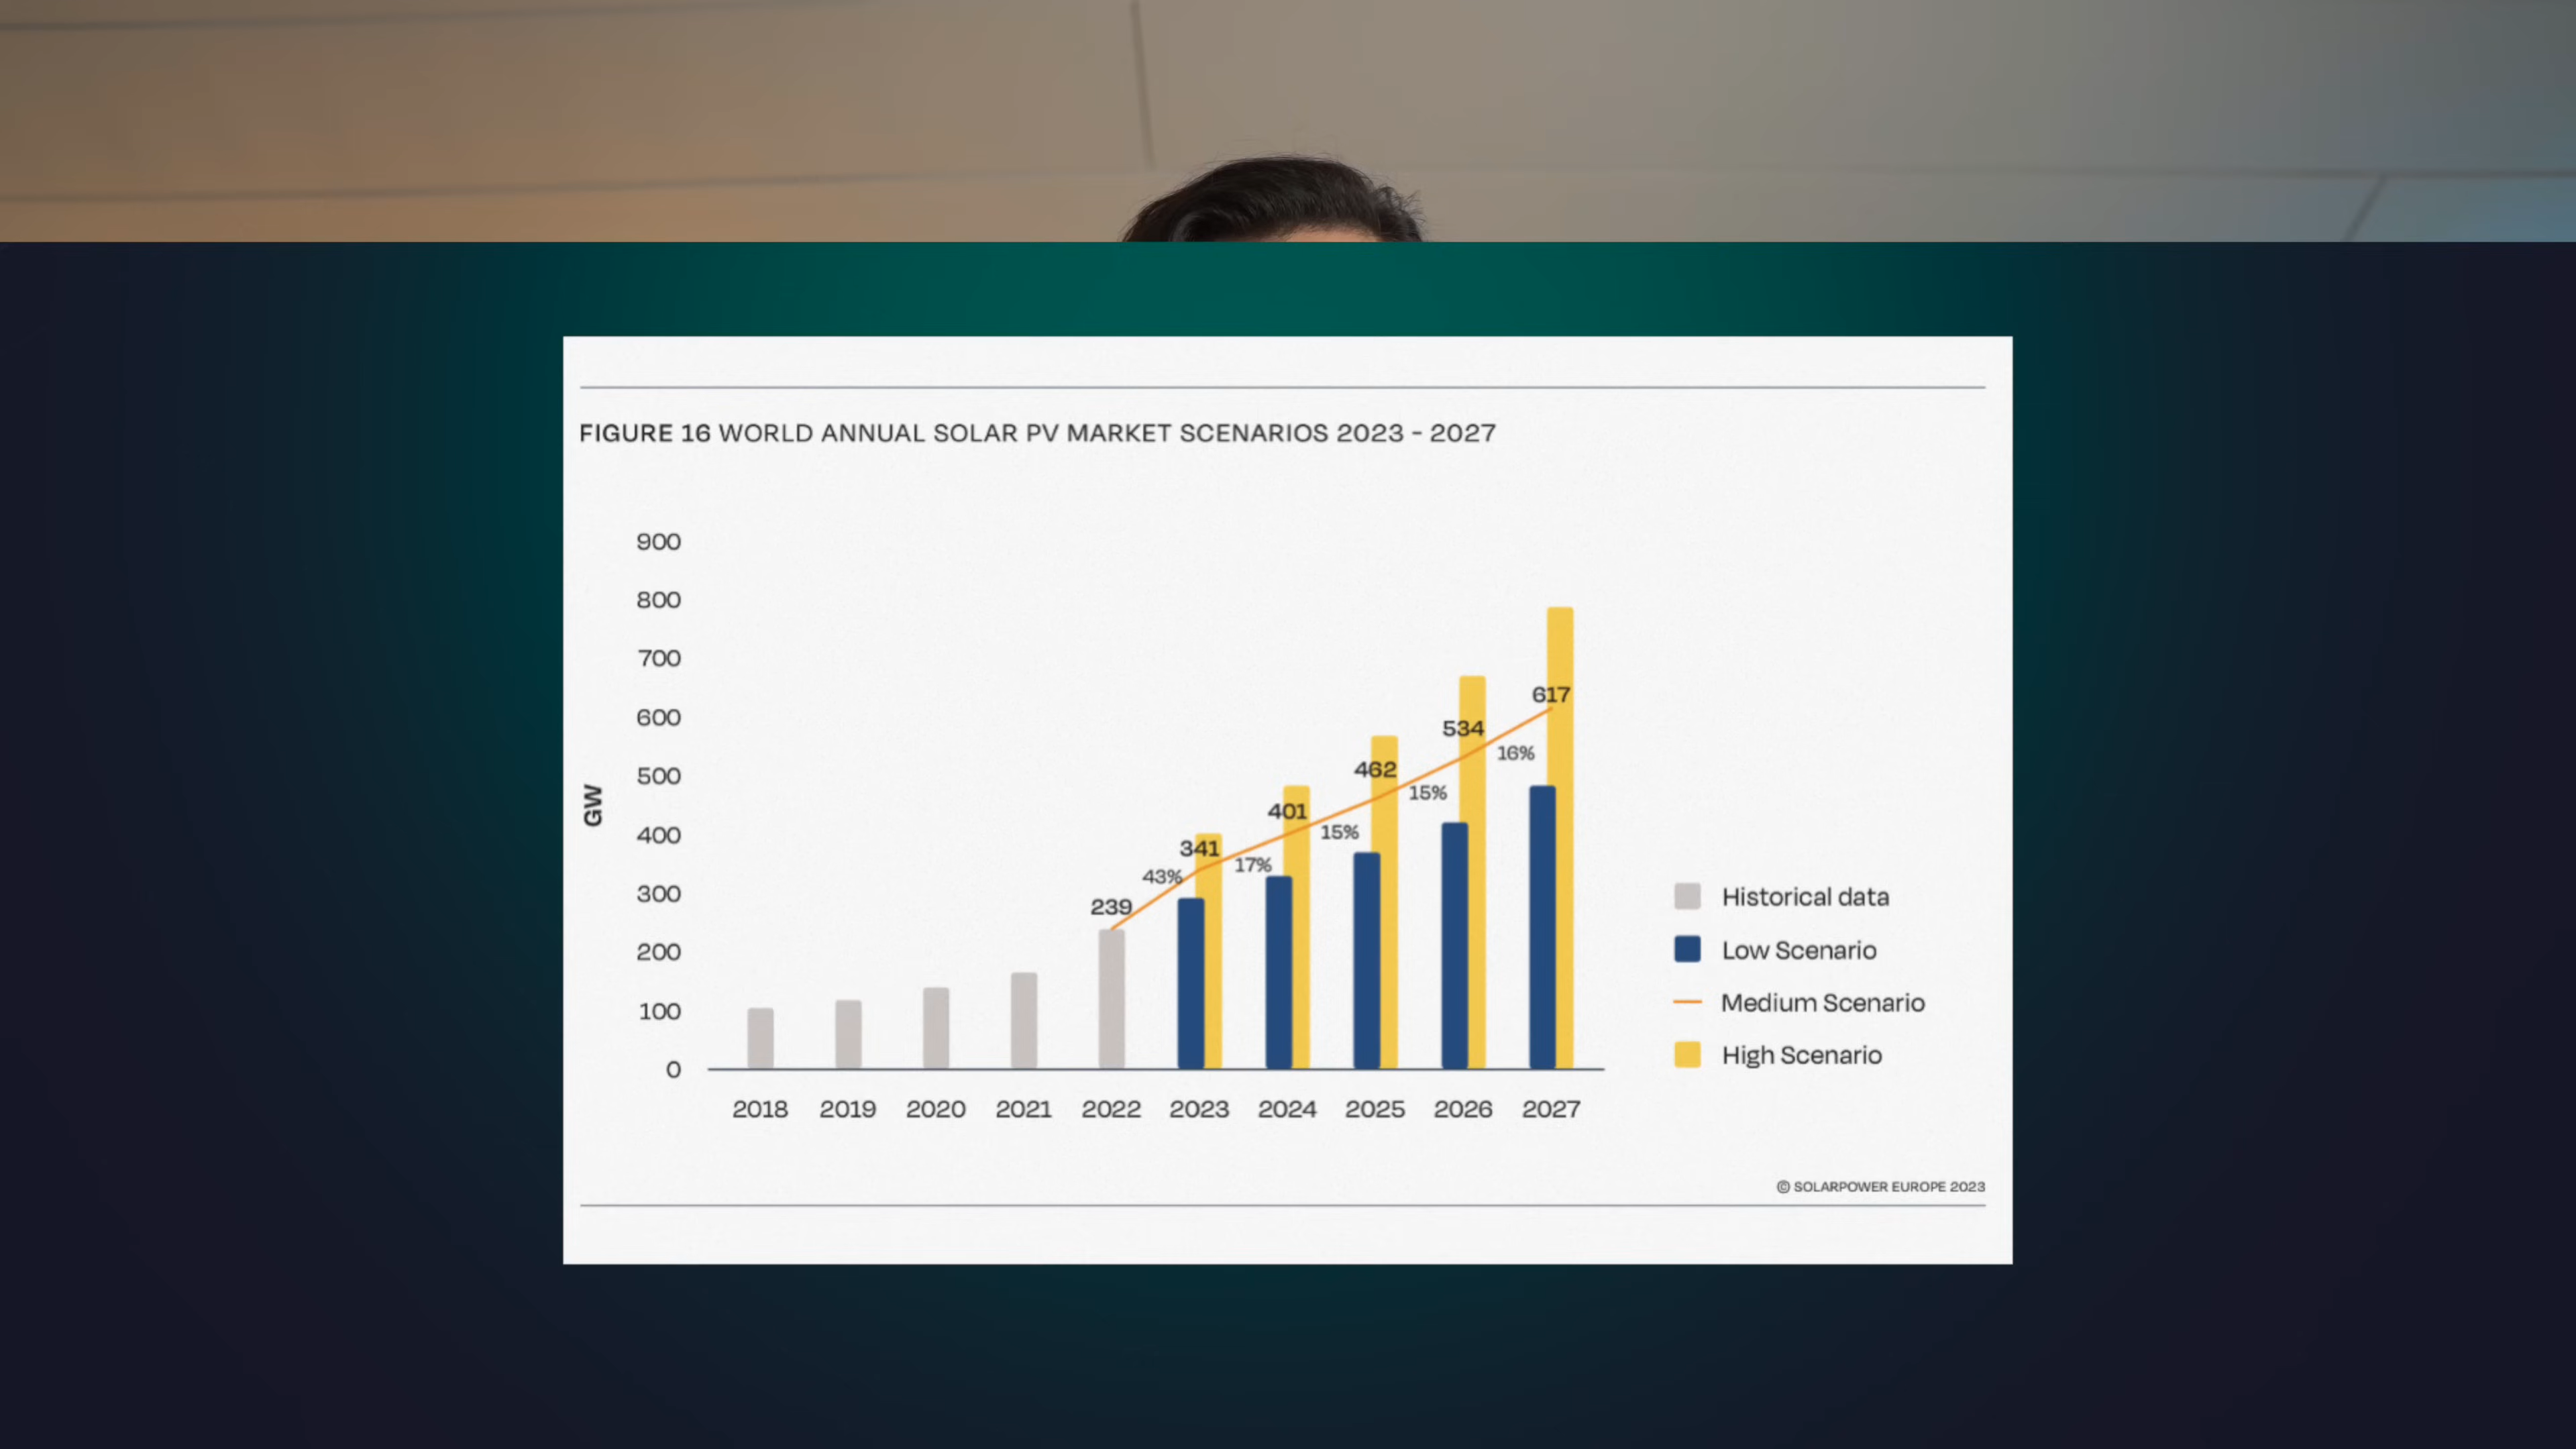 FIGURE 16 WORLD ANNUAL SOLAR PV MARKET SCENARIOS 2023 - 2027
900
800
700
600
500
400
300
200
100
0
GW
239
43%
341
17%
401
15%
462
15%
534
16%
617
2018 2019 2020 2021 2022 2023 2024 2025 2026 2027
Historical data
Low Scenario
Medium Scenario
High Scenario
© SOLARPOWER EUROPE 2023